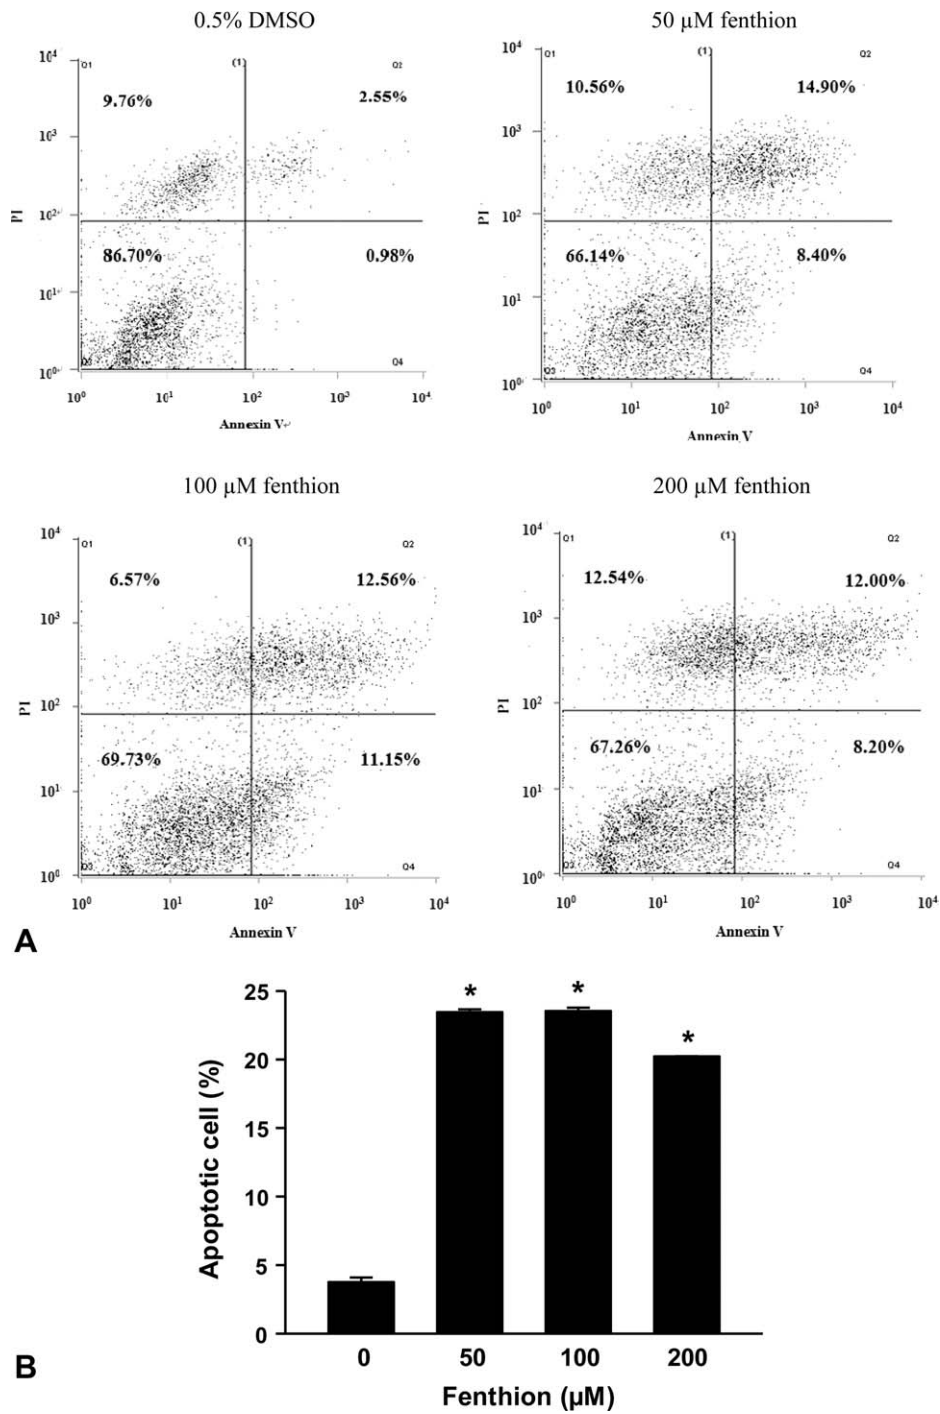 0.5% DMSO
50 µM fenthion
10⁴
Q1
(1)
Q2
9.76%
2.55%
10³
PI
10²
86.70%
0.98%
10¹
10⁰
Q3
Q4
10⁰ 10¹ 10² 10³ 10⁴
Annexin V
10⁴
Q1
(1)
Q2
10.56%
14.90%
10³
PI
10²
66.14%
8.40%
10¹
10⁰
Q3
Q4
10⁰ 10¹ 10² 10³ 10⁴
Annexin V
100 µM fenthion
200 µM fenthion
10⁴
Q1
(1)
Q2
6.57%
12.56%
10³
PI
10²
69.73%
11.15%
10¹
10⁰
Q3
Q4
10⁰ 10¹ 10² 10³ 10⁴
Annexin V
10⁴
Q1
(1)
Q2
12.54%
12.00%
10³
PI
10²
67.26%
8.20%
10¹
10⁰
Q4
10⁰ 10¹ 10² 10³ 10⁴
Annexin V
A
25
20
15
10
5
0
Apoptotic cell (%)
* * *
0 50 100 200
Fenthion (µM)
B